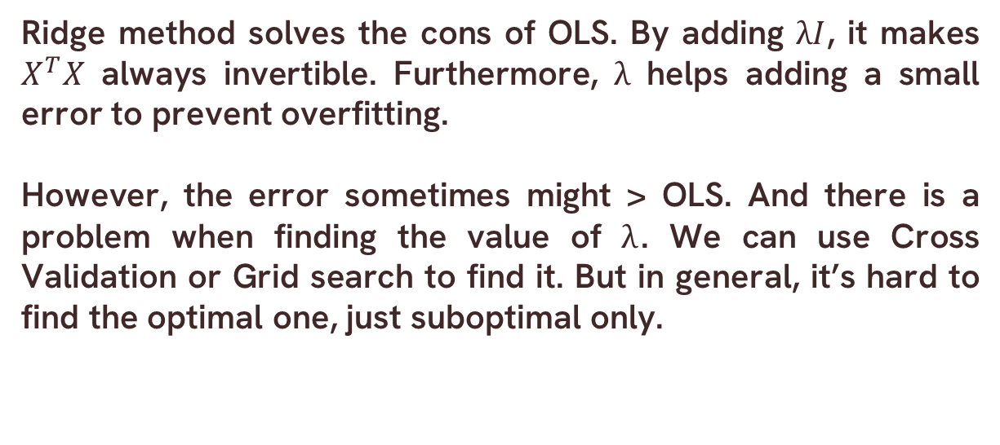 Ridge method solves the cons of OLS. By adding λI, it makes
XᵀX always invertible. Furthermore, λ helps adding a small
error to prevent overfitting.
However, the error sometimes might > OLS. And there is a
problem when finding the value of λ. We can use Cross
Validation or Grid search to find it. But in general, it’s hard to
find the optimal one, just suboptimal only.